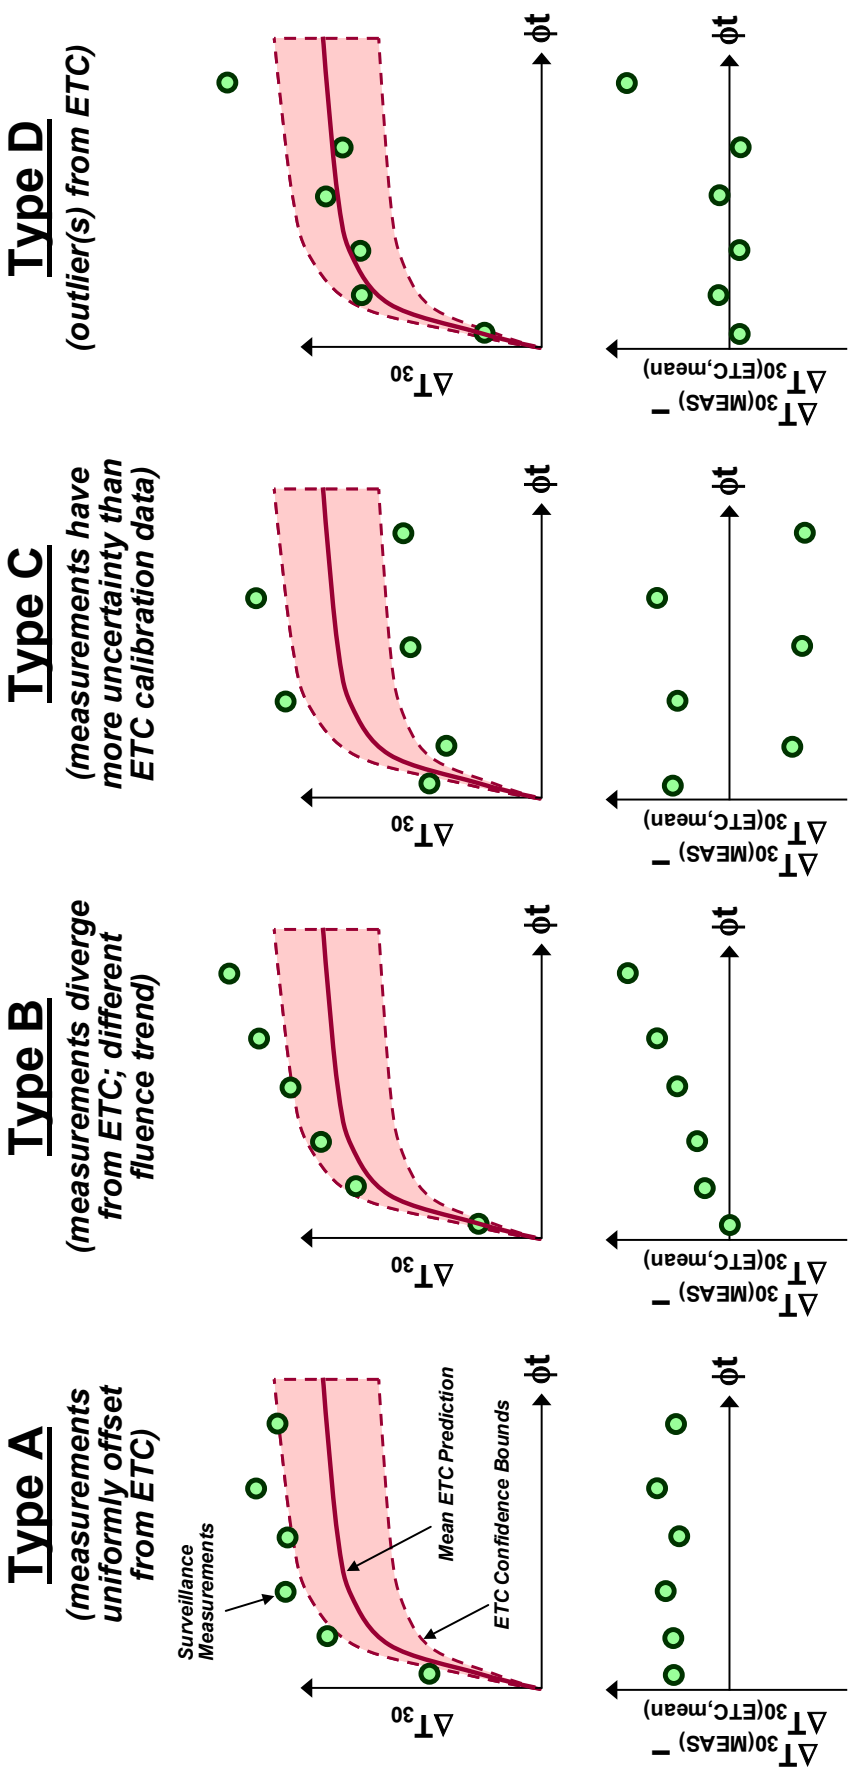 Type A
(measurements
uniformly offset
from ETC)
Surveillance
Measurements
Mean ETC Prediction
ETC Confidence Bounds
ΔT30
ϕt
ΔT30(MEAS) –
ΔT30(ETC,mean)
ϕt
Type B
(measurements diverge
from ETC; different
fluence trend)
ΔT30
ϕt
ΔT30(MEAS) –
ΔT30(ETC,mean)
ϕt
Type C
(measurements have
more uncertainty than
ETC calibration data)
ΔT30
ϕt
ΔT30(MEAS) –
ΔT30(ETC,mean)
ϕt
Type D
(outlier(s) from ETC)
ΔT30
ϕt
ΔT30(MEAS) –
ΔT30(ETC,mean)
ϕt